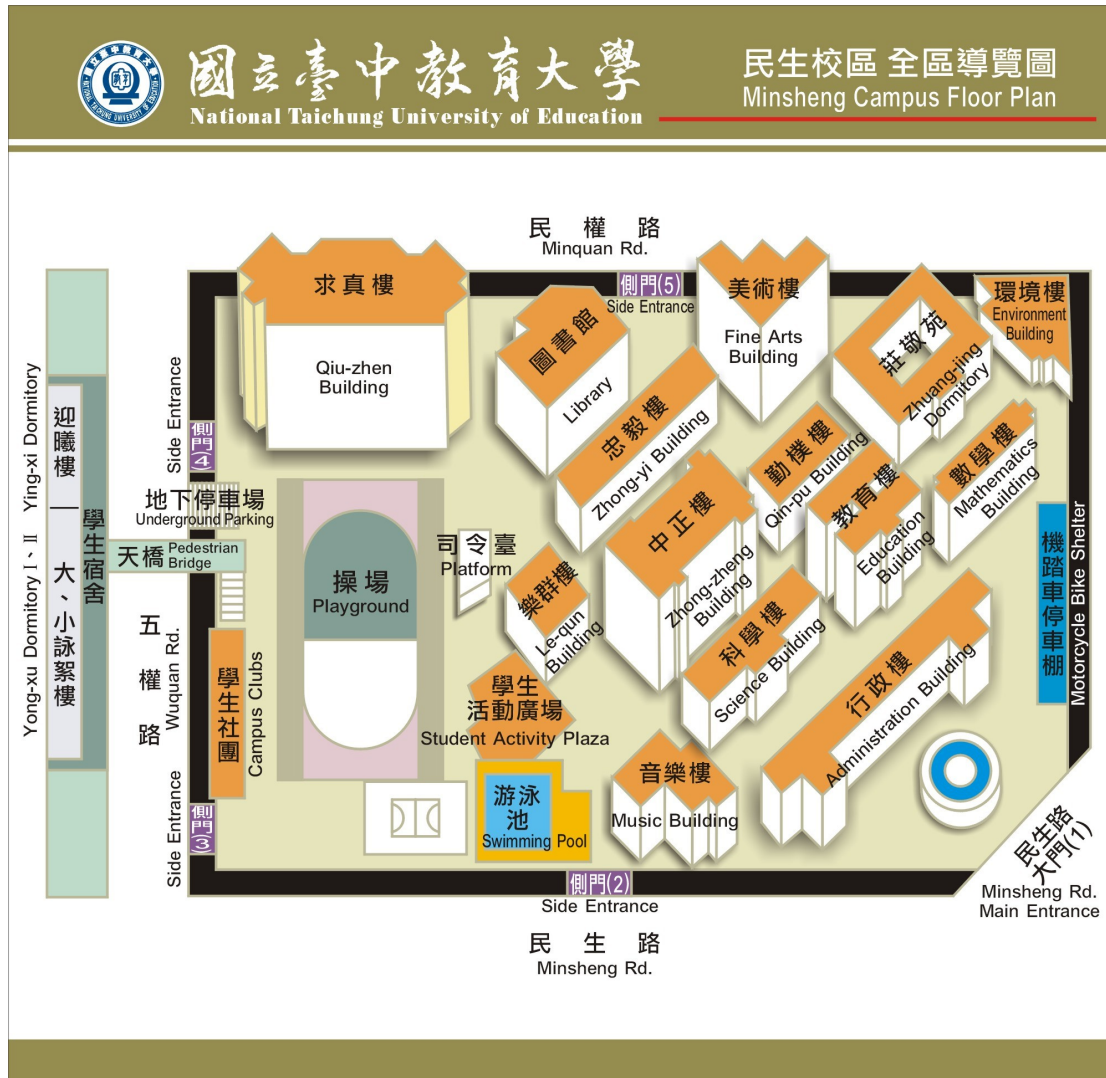 國立臺中教育大學
National Taichung University of Education
民生校區 全區導覽圖
Minsheng Campus Floor Plan
民權路
Minquan Rd.
側門(5)
Side Entrance
求真樓
Qiu-zhen
Building
圖書館
Library
美術樓
Fine Arts
Building
莊敬苑
Zhuang-jing
Dormitory
環境樓
Environment
Building
忠毅樓
Zhong-yi Building
勤樸樓
Qin-pu Building
教育樓
Education
Building
數學樓
Mathematics
Building
中正樓
Zhong-zheng
Building
機踏車停車棚
Motorcycle Bike Shelter
側門(4)
Side Entrance
地下停車場
Underground Parking
天橋
Pedestrian
Bridge
迎曦樓
Ying-xi Dormitory
大、小詠絮樓
Yong-xu Dormitory I、II
學生宿舍
五權路
Wuquan Rd.
學生社團
Campus Clubs
操場
Playground
司令臺
Platform
樂群樓
Le-qun
Building
科學樓
Science Building
行政樓
Administration Building
學生
活動廣場
Student Activity Plaza
游泳
池
Swimming Pool
音樂樓
Music Building
側門(3)
Side Entrance
側門(2)
Side Entrance
民生路
Minsheng Rd.
民生路
大門(1)
Minsheng Rd.
Main Entrance